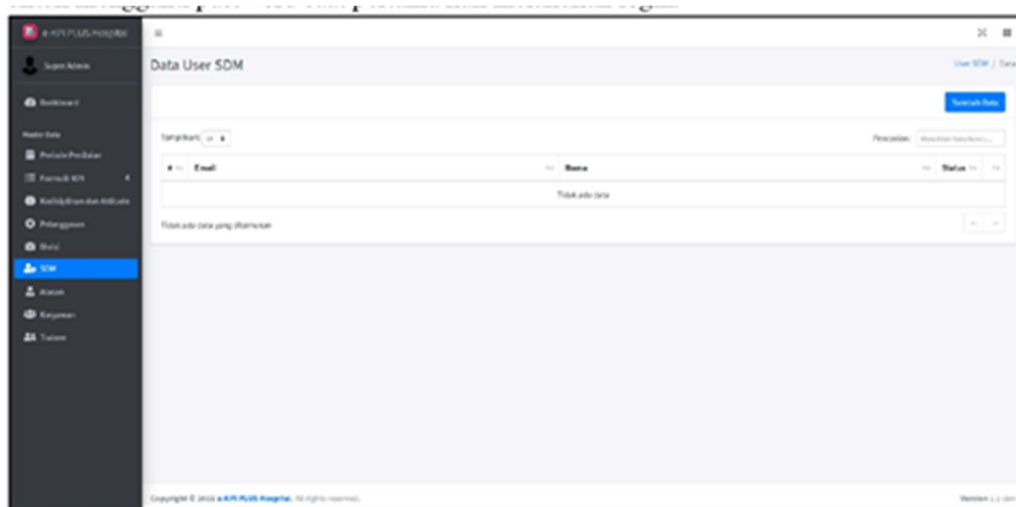 e-KPI PLUS Hospital
Super Admin
Data User SDM
User SDM / Data
Dashboard
Tambah Data
Master Data
Tampilkan
Pencarian:
Periode Penilaian
Formulir KPI
# Email Nama Status
Tidak ada data
Kedisiplinan dan Attitude
Pelanggaran
Tidak ada data yang ditemukan
Divisi
SDM
Atasan
Karyawan
Trainee
Copyright © e-KPI PLUS Hospital. All rights reserved.
Version